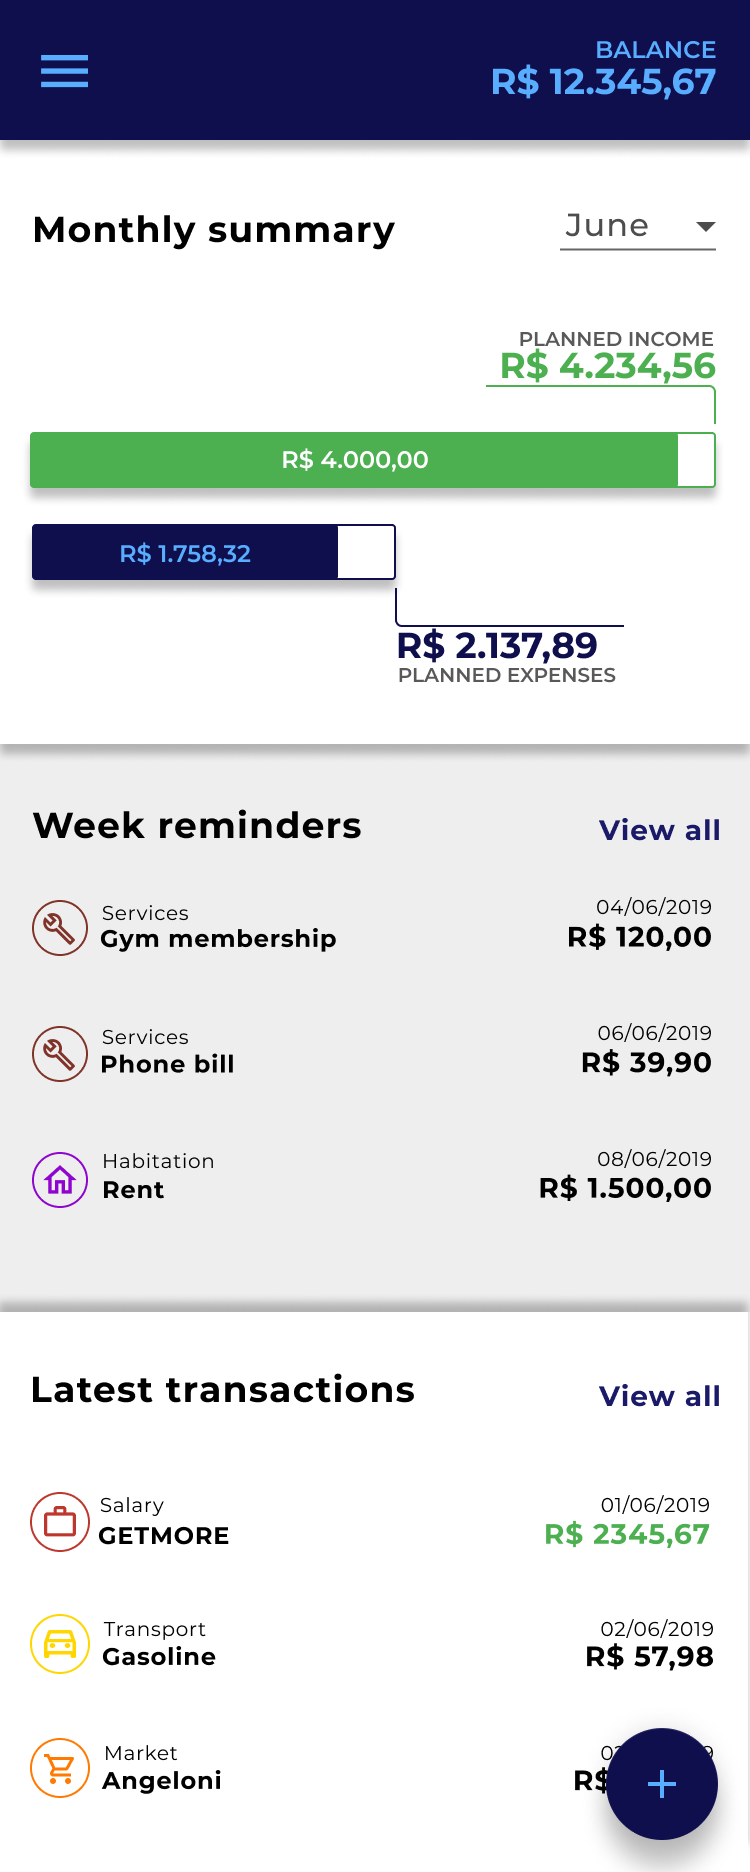 BALANCE
R$ 12.345,67
Monthly summary
June
PLANNED INCOME
R$ 4.234,56
R$ 4.000,00
R$ 1.758,32
R$ 2.137,89
PLANNED EXPENSES
Week reminders
View all
Services
04/06/2019
Gym membership
R$ 120,00
Services
06/06/2019
Phone bill
R$ 39,90
Habitation
08/06/2019
Rent
R$ 1.500,00
Latest transactions
View all
Salary
01/06/2019
GETMORE
R$ 2345,67
Transport
02/06/2019
Gasoline
R$ 57,98
Market
Angeloni
R$